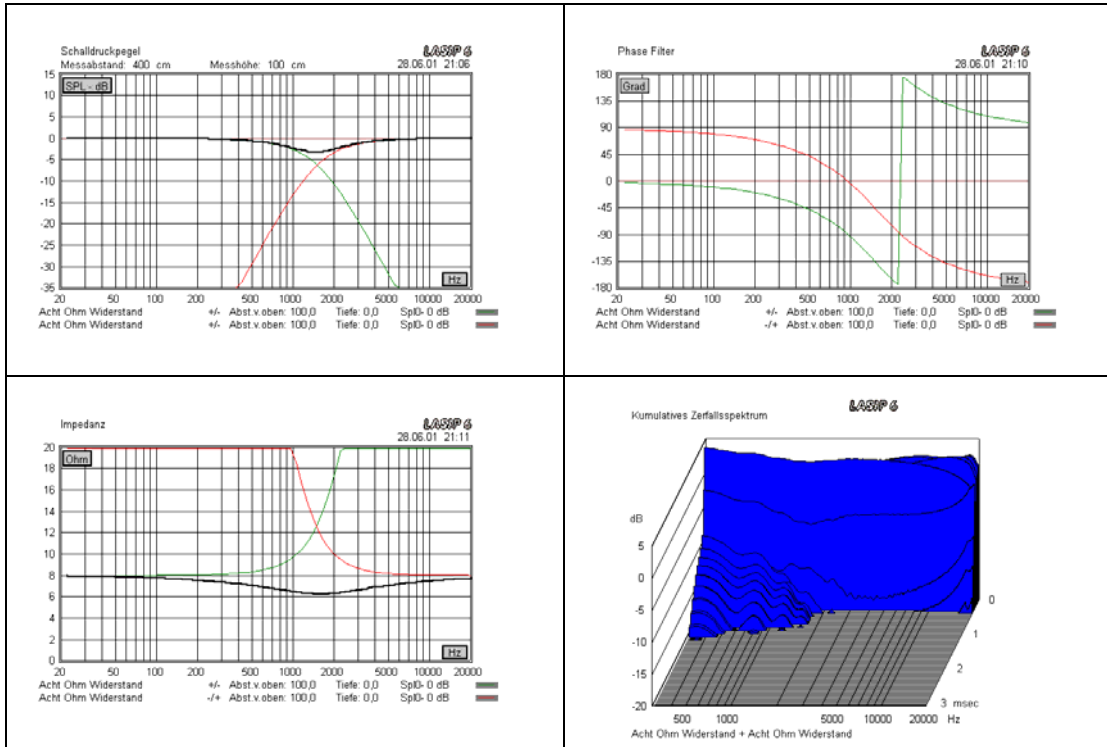 Schalldruckpegel
LASIP 6
Messabstand: 400 cm Messhöhe: 100 cm
28.06.01 21:06
15
SPL - dB
10
5
0
-5
-10
-15
-20
-25
-30
-35
Hz
20 50 100 200 500 1000 2000 5000 10000 20000
Acht Ohm Widerstand +/- Abst.v.oben: 100,0 Tiefe: 0,0 Spl0- 0 dB
Acht Ohm Widerstand -/+ Abst.v.oben: 100,0 Tiefe: 0,0 Spl0- 0 dB
Phase Filter
LASIP 6
28.06.01 21:10
180
Grad
135
90
45
0
-45
-90
-135
-180
Hz
20 50 100 200 500 1000 2000 5000 10000 20000
Acht Ohm Widerstand +/- Abst.v.oben: 100,0 Tiefe: 0,0 Spl0- 0 dB
Acht Ohm Widerstand -/+ Abst.v.oben: 100,0 Tiefe: 0,0 Spl0- 0 dB
Impedanz
LASIP 6
28.06.01 21:11
20
Ohm
18
16
14
12
10
8
6
4
2
0
Hz
20 50 100 200 500 1000 2000 5000 10000 20000
Acht Ohm Widerstand +/- Abst.v.oben: 100,0 Tiefe: 0,0 Spl0- 0 dB
Acht Ohm Widerstand -/+ Abst.v.oben: 100,0 Tiefe: 0,0 Spl0- 0 dB
LASIP 6
Kumulatives Zerfallsspektrum
dB
5
0
-5
-10
-15
-20
0
1
2
3 msec
500 1000 5000 10000 20000 Hz
Acht Ohm Widerstand + Acht Ohm Widerstand